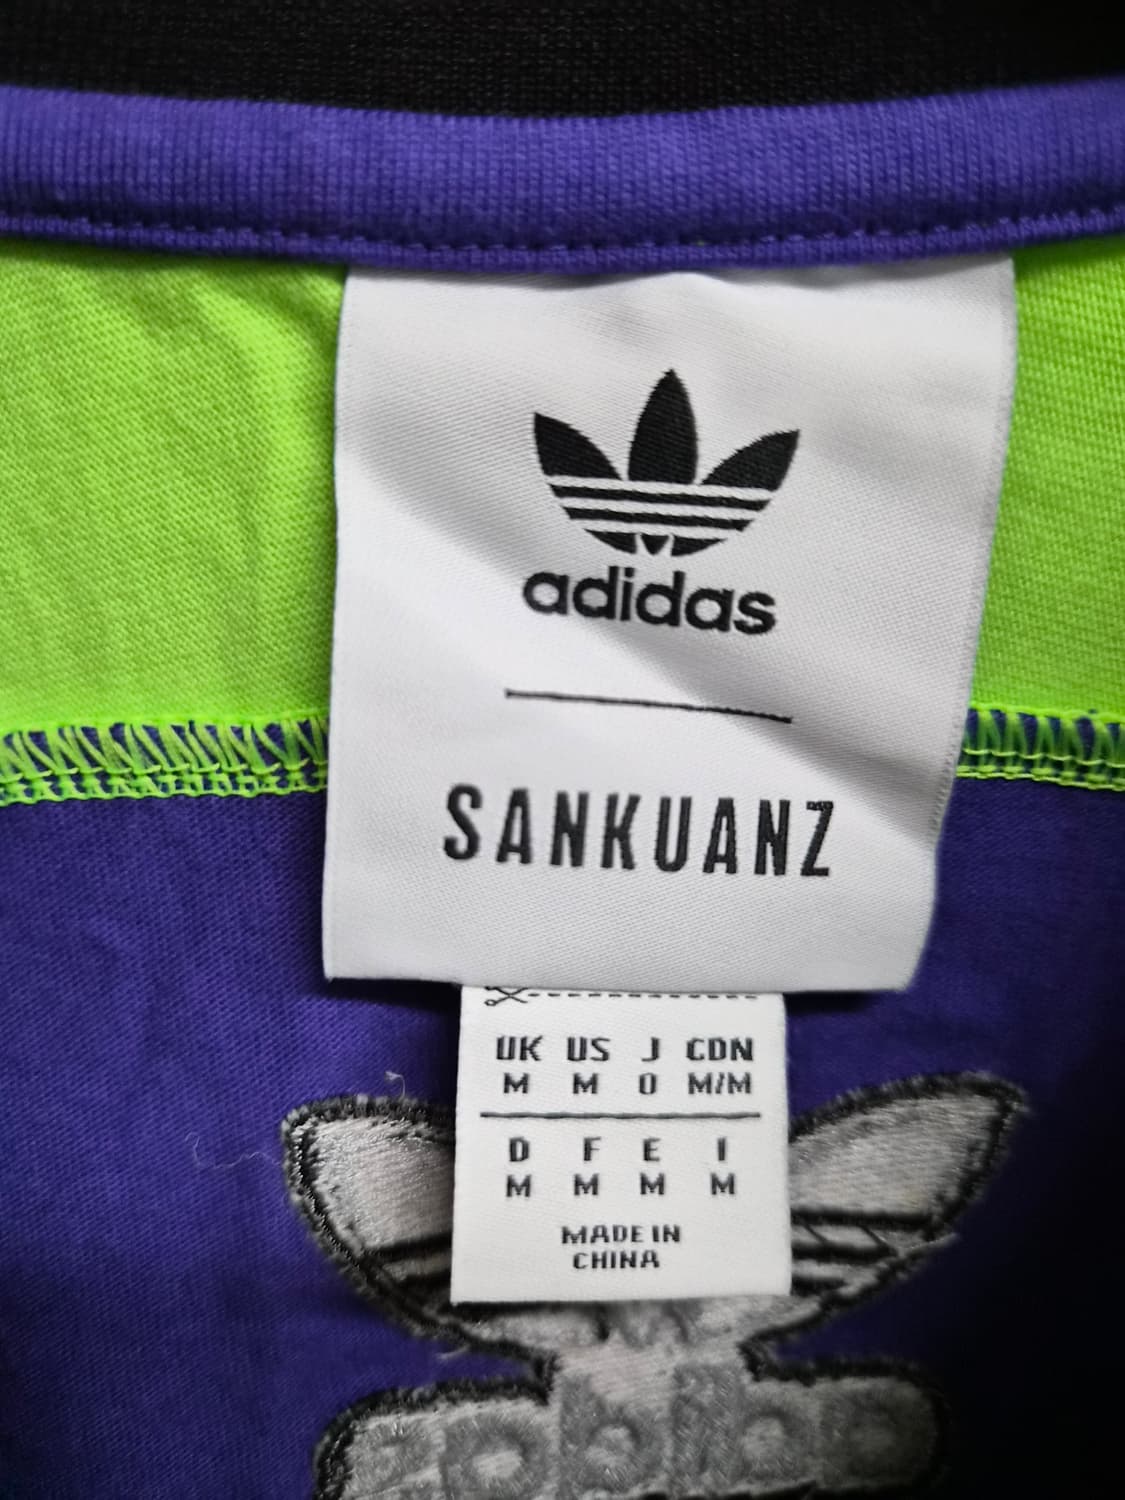 adidas
SANKUANZ
UK US J CDN
M M O M/M
D F E I
M M M M
MADE IN
CHINA